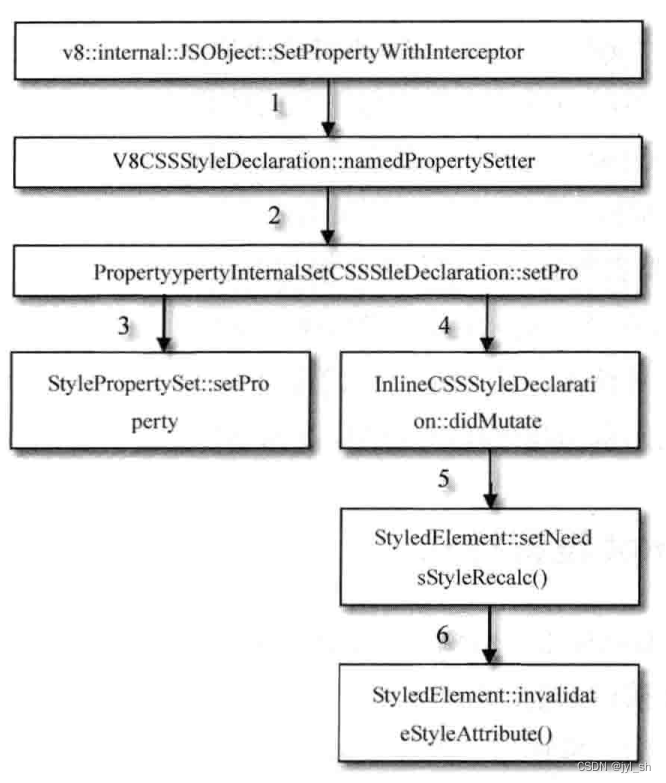 v8::internal::JSObject::SetPropertyWithInterceptor
1
V8CSSStyleDeclaration::namedPropertySetter
2
PropertyypertyInternalSetCSSStleDeclaration::setPro
3
4
StylePropertySet::setPro
perty
InlineCSSStyleDeclarati
on::didMutate
5
StyledElement::setNeed
sStyleRecalc()
6
StyledElement::invalidat
eStyleAttribute()
CSDN @jyl_sh